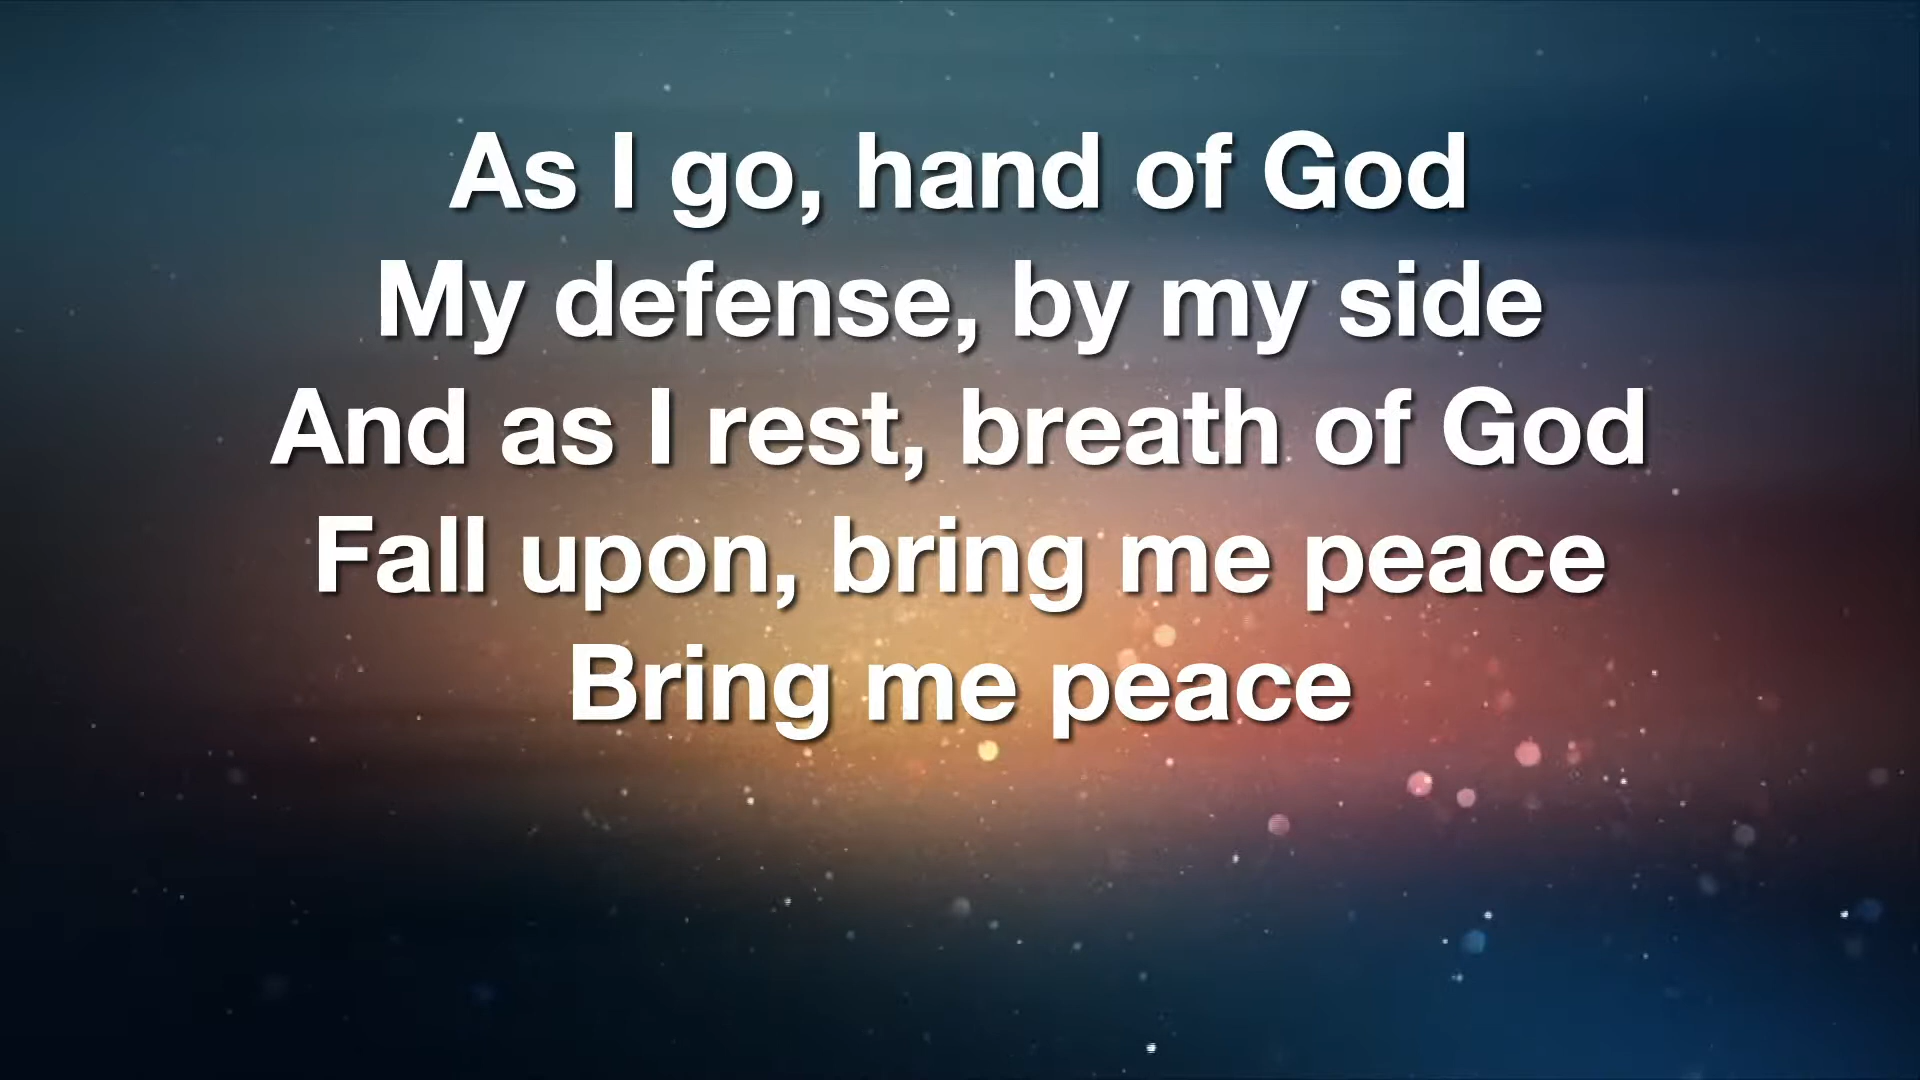 As I go, hand of God
My defense, by my side
And as I rest, breath of God
Fall upon, bring me peace
Bring me peace